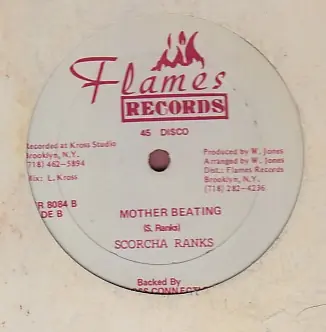 Flames
RECORDS
45 DISCO
Recorded at Kross Studio
Brooklyn, N.Y.
(718) 462-5894
Mix: L. Kross
R 8084 B
DE B
Produced by W. Jones
Arranged by W. Jones
Dist: Flames Records
Brooklyn, N.Y.
(718) 282-4236
MOTHER BEATING
(S. Ranks)
SCORCHA RANKS
Backed By